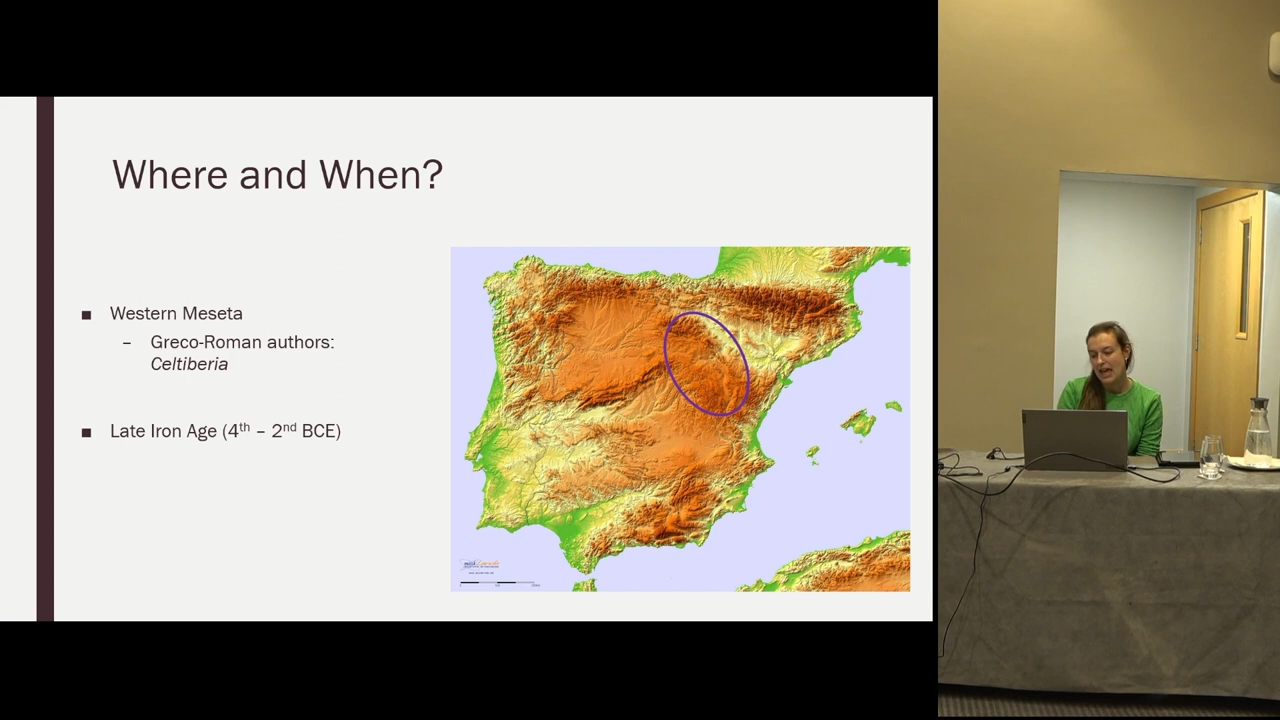 Where and When?
■ Western Meseta
– Greco-Roman authors:
Celtiberia
■ Late Iron Age (4th – 2nd BCE)